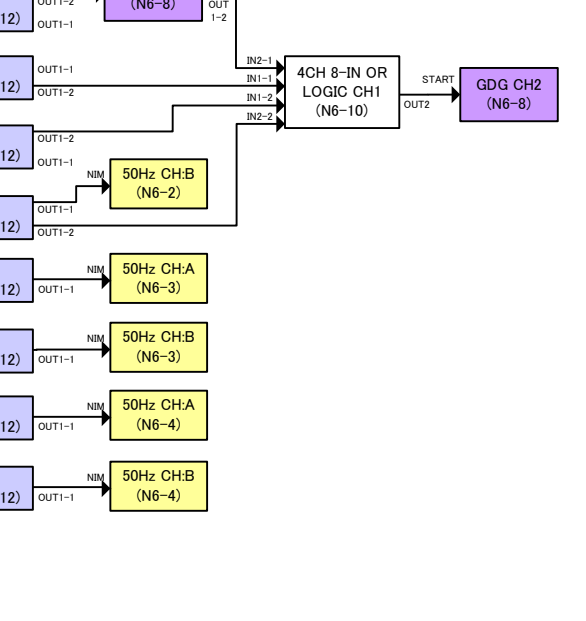 OUT1-2
(N6-8)
OUT
1-2
12)
OUT1-1
IN2-1
12)
OUT1-1
OUT1-2
IN1-1
IN1-2
IN2-2
4CH 8-IN OR
LOGIC CH1
(N6-10)
START
OUT2
GDG CH2
(N6-8)
12)
OUT1-2
OUT1-1
NIM
50Hz CH:B
(N6-2)
12)
OUT1-1
OUT1-2
12)
OUT1-1
NIM
50Hz CH:A
(N6-3)
12)
OUT1-1
NIM
50Hz CH:B
(N6-3)
12)
OUT1-1
NIM
50Hz CH:A
(N6-4)
12)
OUT1-1
NIM
50Hz CH:B
(N6-4)